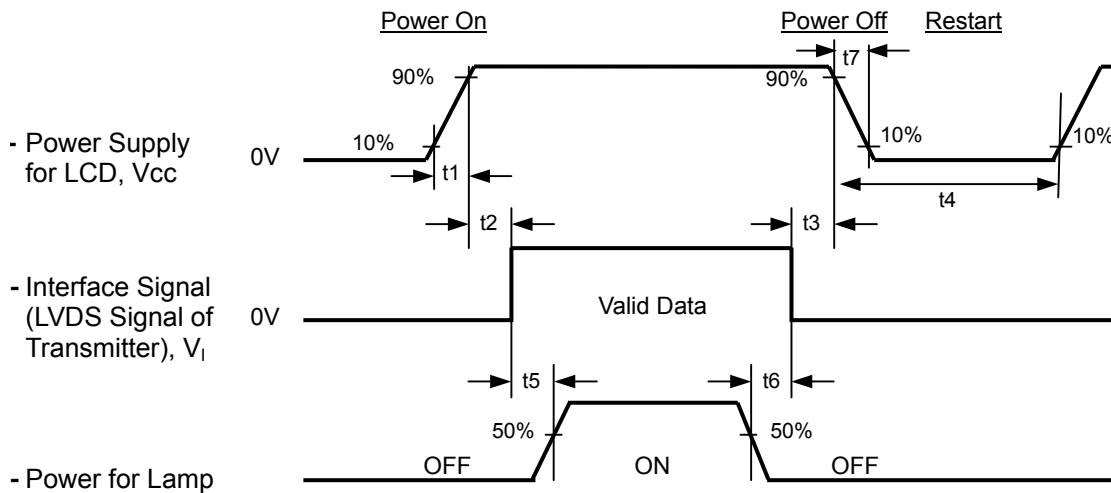 Power On
Power Off
Restart
t7
90%
90%
- Power Supply
for LCD, Vcc
0V
10%
10%
10%
t1
t4
t2
t3
- Interface Signal
(LVDS Signal of
Transmitter), VI
0V
Valid Data
t5
t6
50%
50%
- Power for Lamp
OFF
ON
OFF